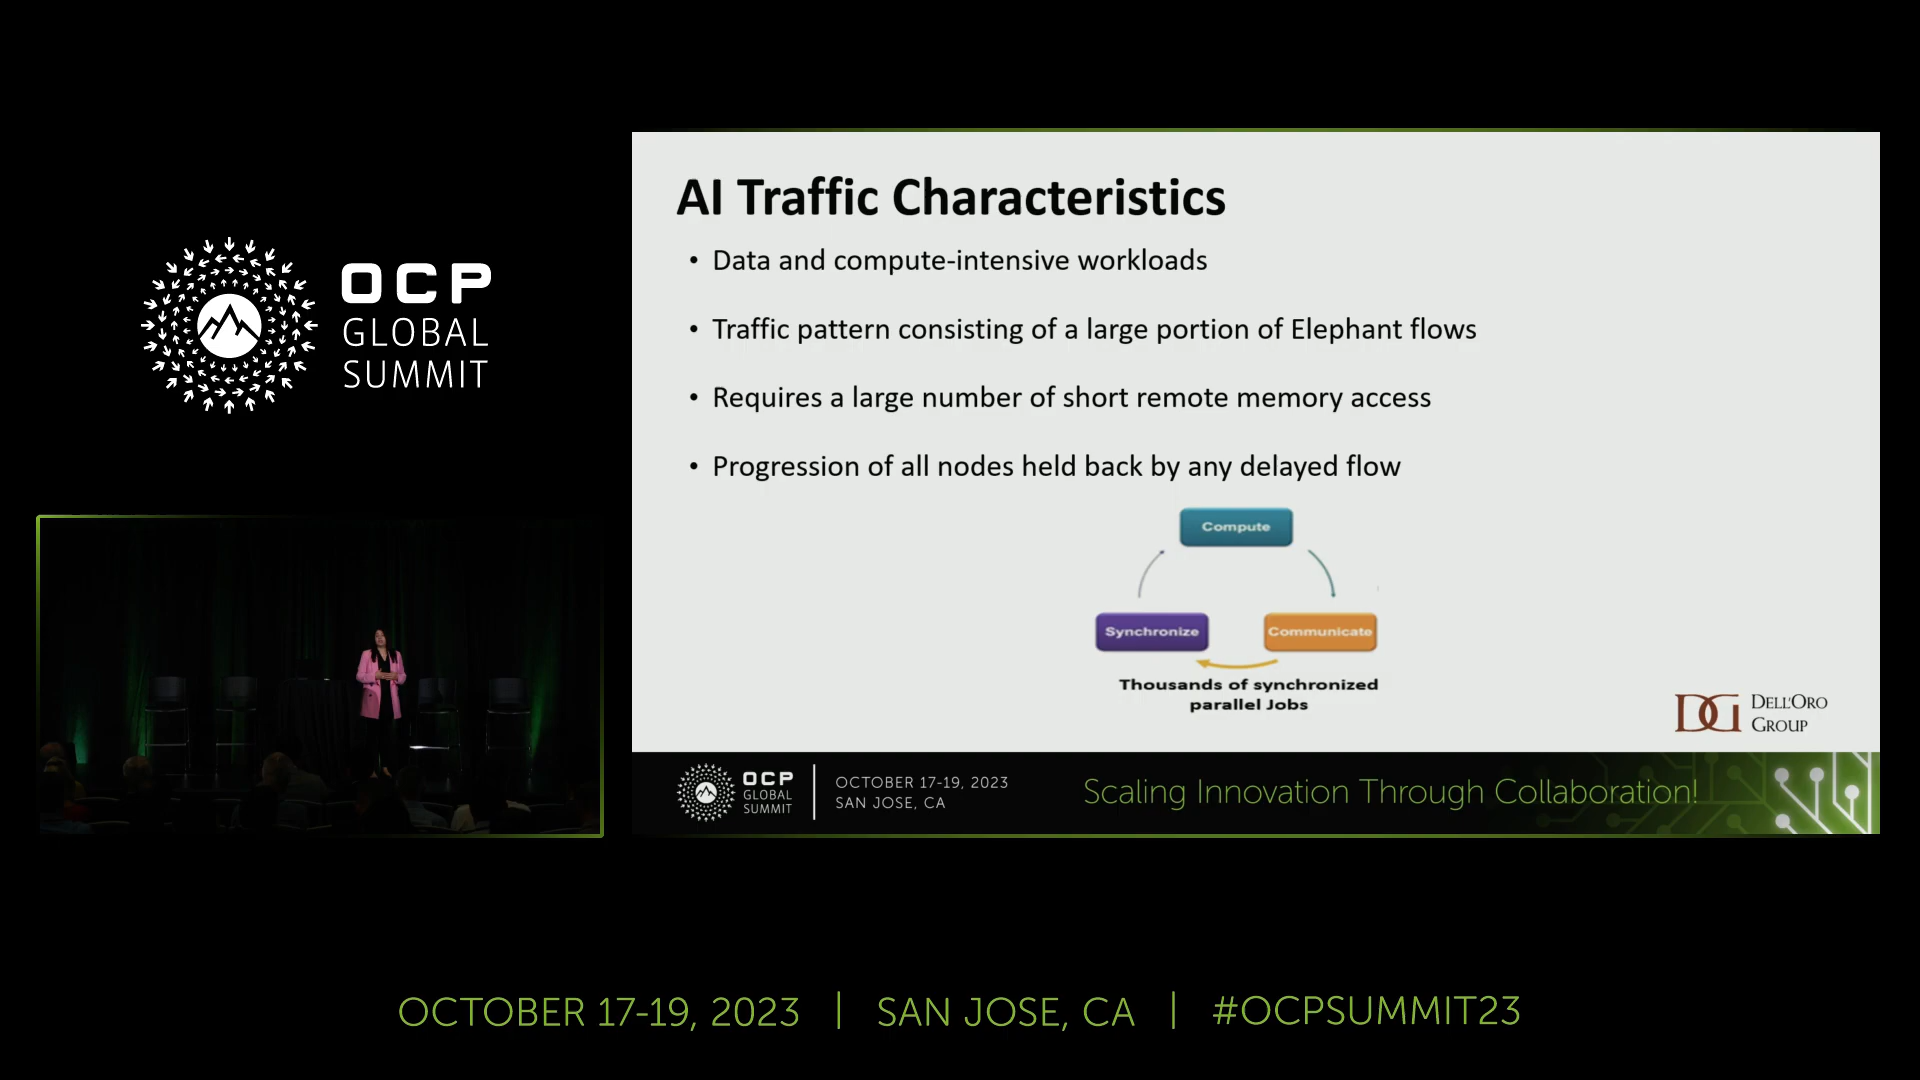 OCP
GLOBAL
SUMMIT
AI Traffic Characteristics
• Data and compute-intensive workloads
• Traffic pattern consisting of a large portion of Elephant flows
• Requires a large number of short remote memory access
• Progression of all nodes held back by any delayed flow
Compute
Synchronize
Communicate
Thousands of synchronized
parallel Jobs
DG
DELL'ORO
GROUP
OCP
GLOBAL
SUMMIT
OCTOBER 17-19, 2023
SAN JOSE, CA
Scaling Innovation Through Collaboration!
OCTOBER 17-19, 2023 | SAN JOSE, CA | #OCPSUMMIT23